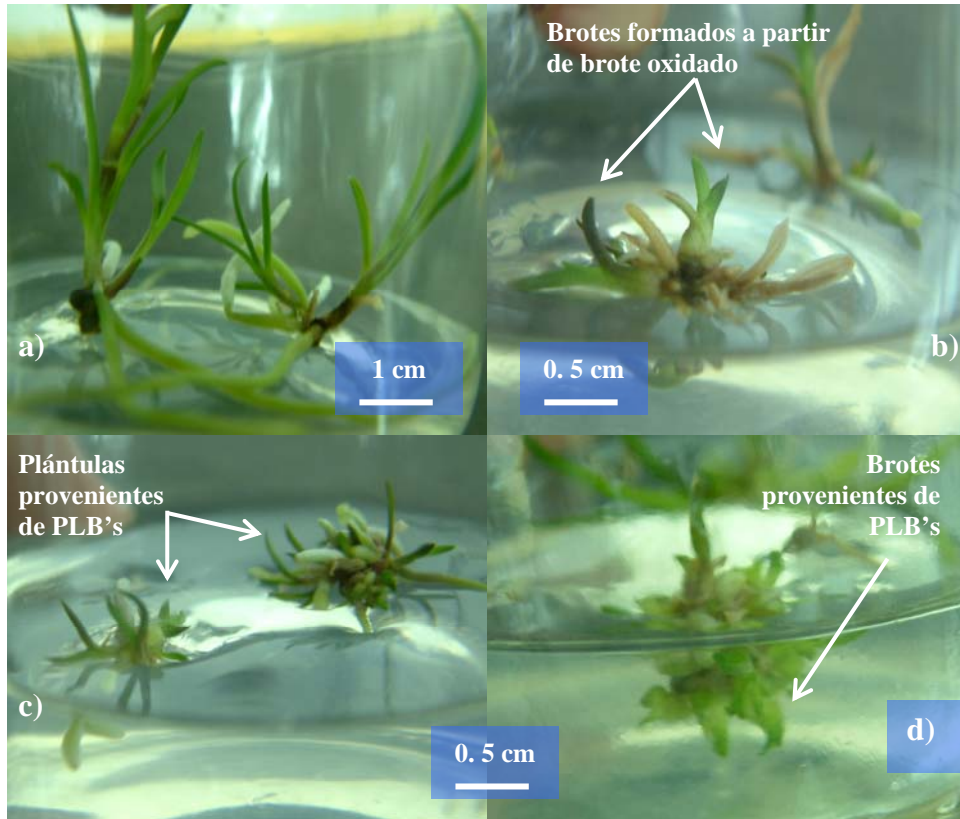 a)
1 cm
Brotes formados a partir
de brote oxidado
b)
0. 5 cm
Plántulas
provenientes
de PLB’s
c)
0. 5 cm
Brotes
provenientes de
PLB’s
d)